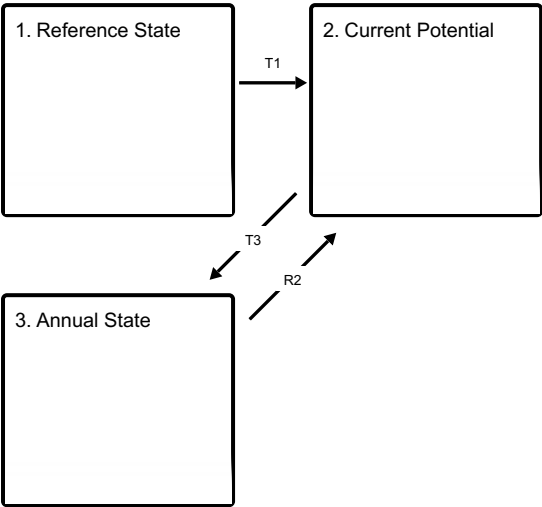 1. Reference State
2. Current Potential
T1
T3
R2
3. Annual State